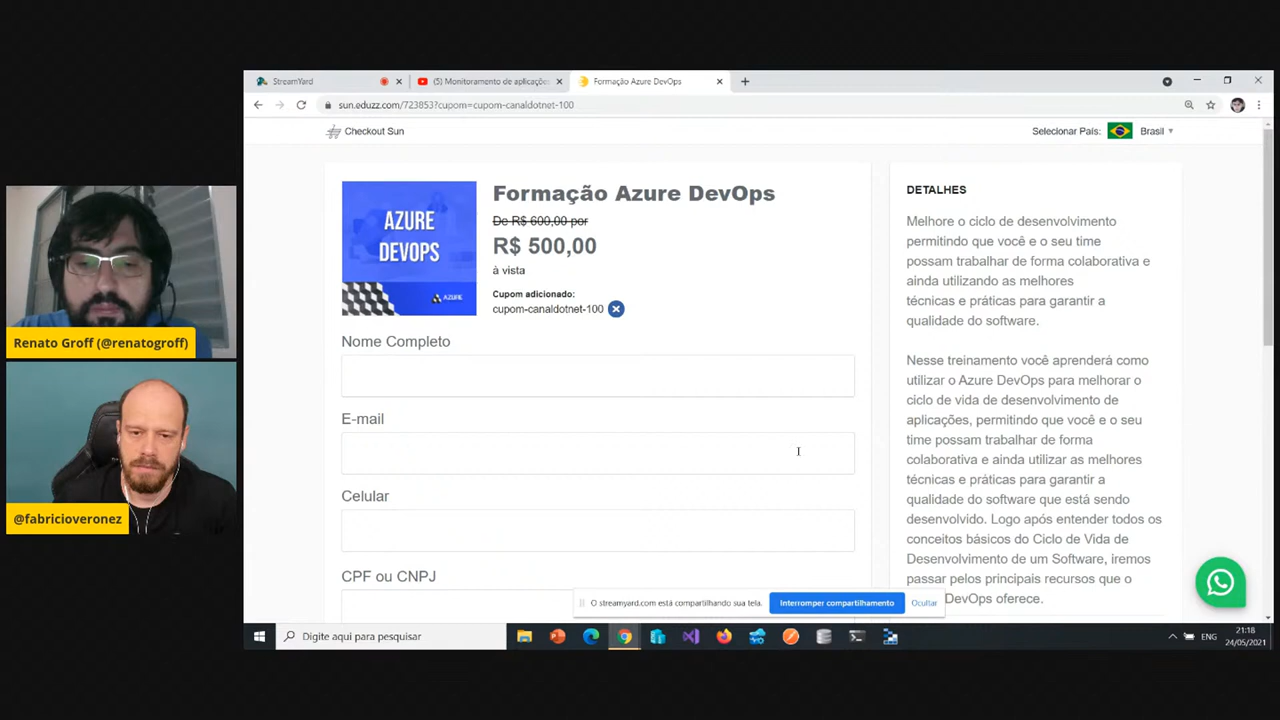 StreamYard
(5) Monitoramento de aplicaçõe
Formação Azure DevOps
sun.eduzz.com/723853?cupom=cupom-canaldotnet-100
Checkout Sun
Selecionar País:
Brasil
AZURE
DEVOPS
AZURE
Formação Azure DevOps
De R$ 600,00 por
R$ 500,00
à vista
Cupom adicionado:
cupom-canaldotnet-100
Nome Completo
E-mail
Celular
CPF ou CNPJ
DETALHES
Melhore o ciclo de desenvolvimento
permitindo que você e o seu time
possam trabalhar de forma colaborativa e
ainda utilizando as melhores
técnicas e práticas para garantir a
qualidade do software.
Nesse treinamento você aprenderá como
utilizar o Azure DevOps para melhorar o
ciclo de vida de desenvolvimento de
aplicações, permitindo que você e o seu
time possam trabalhar de forma
colaborativa e ainda utilizar as melhores
técnicas e práticas para garantir a
qualidade do software que está sendo
desenvolvido. Logo após entender todos os
conceitos básicos do Ciclo de Vida de
Desenvolvimento de um Software, iremos
passar pelos principais recursos que o
DevOps oferece.
Renato Groff (@renatogroff)
@fabricioveronez
O streamyard.com está compartilhando sua tela.
Interromper compartilhamento
Ocultar
Digite aqui para pesquisar
ENG
21:18
24/05/2021